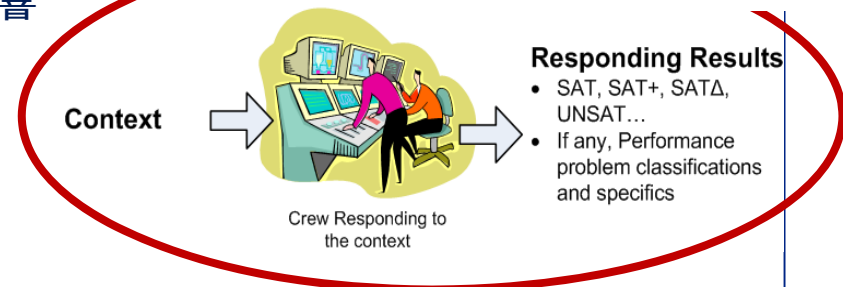 音
Responding Results
• SAT, SAT+, SATΔ,
UNSAT…
Context
• If any, Performance
problem classifications
and specifics
Crew Responding to
the context